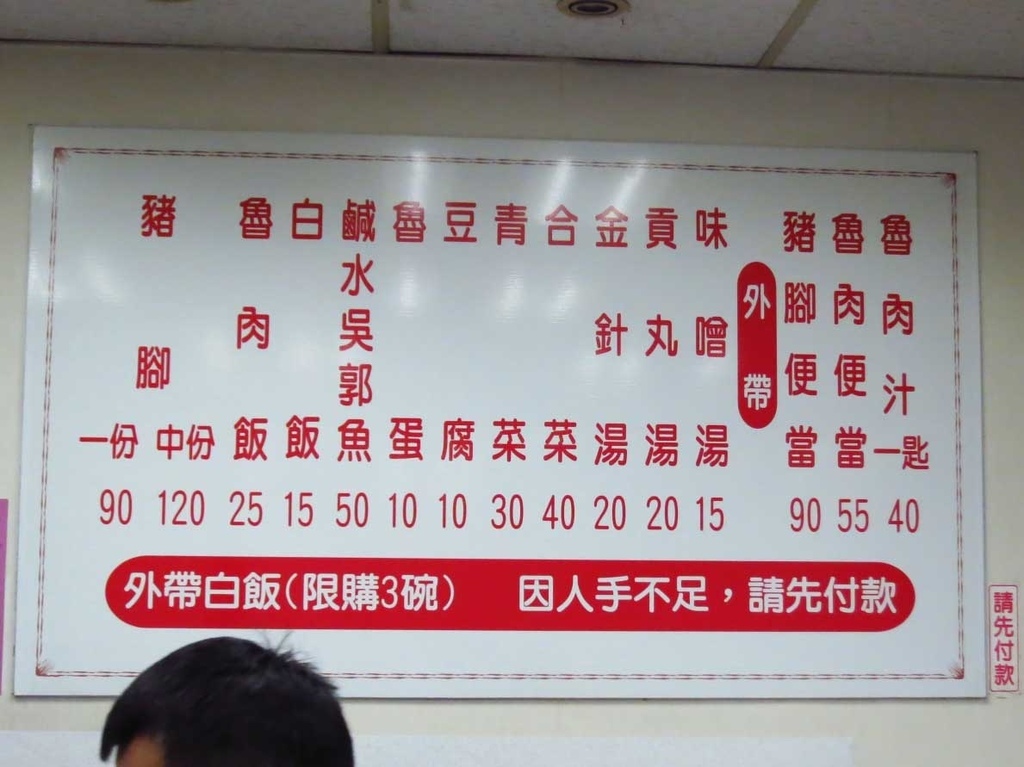 豬腳
一份 90
中份 120
魯肉飯 25
白飯 15
鹹水吳郭魚 50
魯蛋 10
豆腐 10
青菜 30
合菜 40
金針湯 20
貢丸湯 20
味噌湯 15
外帶
豬腳便當 90
魯肉便當 55
魯肉汁一匙 40
外帶白飯(限購3碗)
因人手不足,請先付款
請先付款